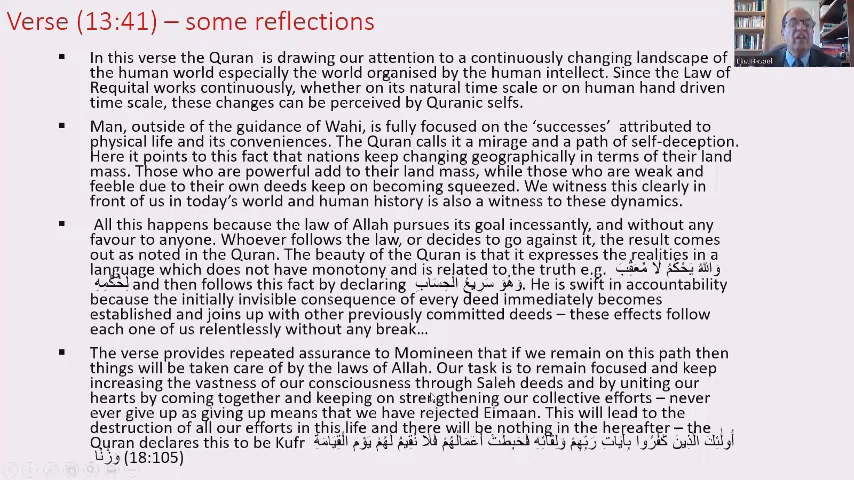 Verse (13:41) – some reflections
In this verse the Quran is drawing our attention to a continuously changing landscape of
the human world especially the world organised by the human intellect. Since the Law of
Requital works continuously, whether on its natural time scale or on human hand driven
time scale, these changes can be perceived by Quranic selfs.
Man, outside of the guidance of Wahi, is fully focused on the ‘successes’ attributed to
physical life and its conveniences. The Quran calls it a mirage and a path of self-deception.
Here it points to this fact that nations keep changing geographically in terms of their land
mass. Those who are powerful add to their land mass, while those who are weak and
feeble due to their own deeds keep on becoming squeezed. We witness this clearly in
front of us in today’s world and human history is also a witness to these dynamics.
All this happens because the law of Allah pursues its goal incessantly, and without any
favour to anyone. Whoever follows the law, or decides to go against it, the result comes
out as noted in the Quran. The beauty of the Quran is that it expresses the realities in a
language which does not have monotony and is related to the truth e.g. وَاللَّهُ يَحْكُمُ لَا مُعَقِّبَ
لِحُكْمِهِ and then follows this fact by declaring وَهُوَ سَرِيعُ الْحِسَابِ. He is swift in accountability
because the initially invisible consequence of every deed immediately becomes
established and joins up with other previously committed deeds – these effects follow
each one of us relentlessly without any break…
The verse provides repeated assurance to Momineen that if we remain on this path then
things will be taken care of by the laws of Allah. Our task is to remain focused and keep
increasing the vastness of our consciousness through Saleh deeds and by uniting our
hearts by coming together and keeping on strengthening our collective efforts – never
ever give up as giving up means that we have rejected Eimaan. This will lead to the
destruction of all our efforts in this life and there will be nothing in the hereafter – the
Quran declares this to be Kufr أُولَٰئِكَ الَّذِينَ كَفَرُوا بِآيَاتِ رَبِّهِمْ وَلِقَائِهِ فَحَبِطَتْ أَعْمَالُهُمْ فَلَا نُقِيمُ لَهُمْ يَوْمَ الْقِيَامَةِ
وَزْنًا (18:105)